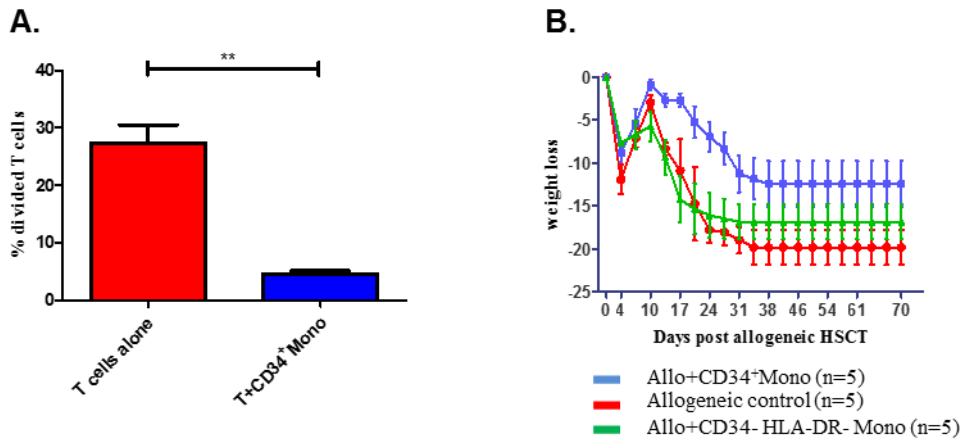 A.
**
% divided T cells
40
30
20
10
0
T cells alone
T+CD34+Mono
B.
weight loss
0
-5
-10
-15
-20
-25
0 4 10 17 24 31 38 46 54 61 70
Days post allogeneic HSCT
Allo+CD34+Mono (n=5)
Allogeneic control (n=5)
Allo+CD34- HLA-DR- Mono (n=5)